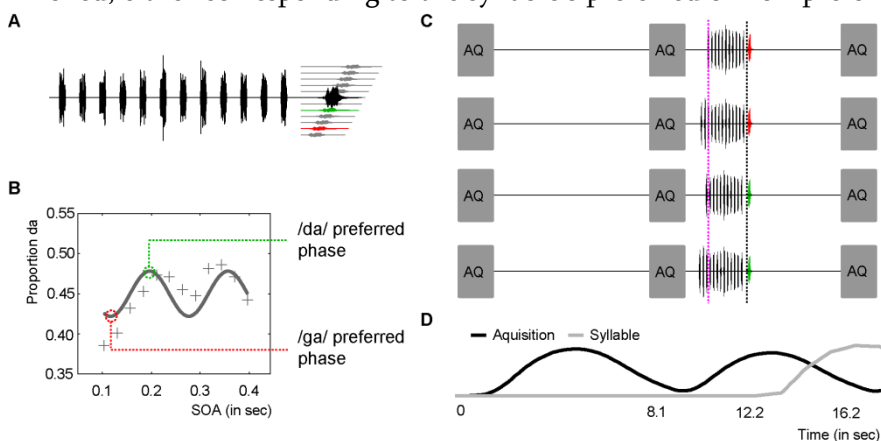 A
C
AQ AQ AQ
AQ AQ AQ
AQ AQ AQ
AQ AQ AQ
B
0.55
0.50
0.45
0.40
0.35
Proportion da
0.1 0.2 0.3 0.4
SOA (in sec)
/da/ preferred
phase
/ga/ preferred
phase
D
Aquisition Syllable
0 8.1 12.2 16.2
Time (in sec)